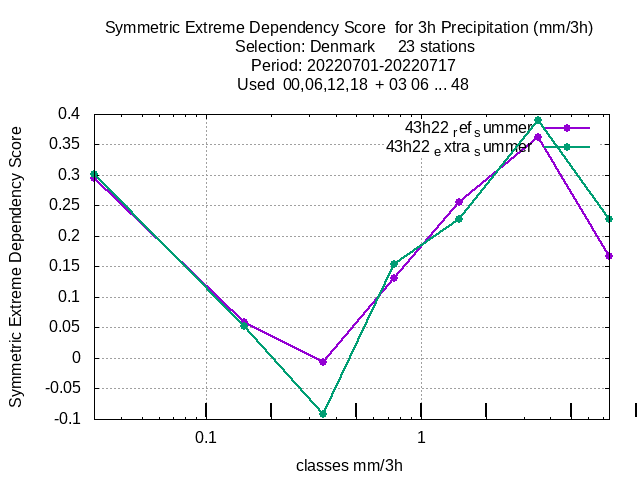 Symmetric Extreme Dependency Score for 3h Precipitation (mm/3h)
Selection: Denmark 23 stations
Period: 20220701-20220717
Used 00,06,12,18 + 03 06 ... 48
43h22 ref summer
43h22 extra summer
0.4
0.35
0.3
0.25
0.2
0.15
0.1
0.05
0
-0.05
-0.1
Symmetric Extreme Dependency Score
0.1 1
classes mm/3h